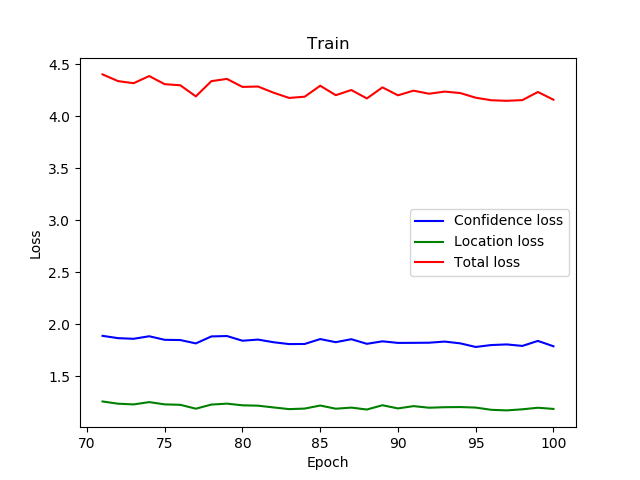 Train
4.5
4.0
3.5
3.0
2.5
2.0
1.5
Loss
Confidence loss
Location loss
Total loss
70 75 80 85 90 95 100
Epoch